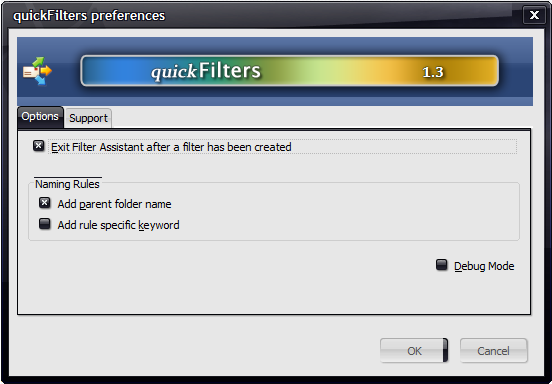 quickFilters preferences
quickFilters 1.3
Options Support
Exit Filter Assistant after a filter has been created
Naming Rules
Add parent folder name
Add rule specific keyword
Debug Mode
OK Cancel